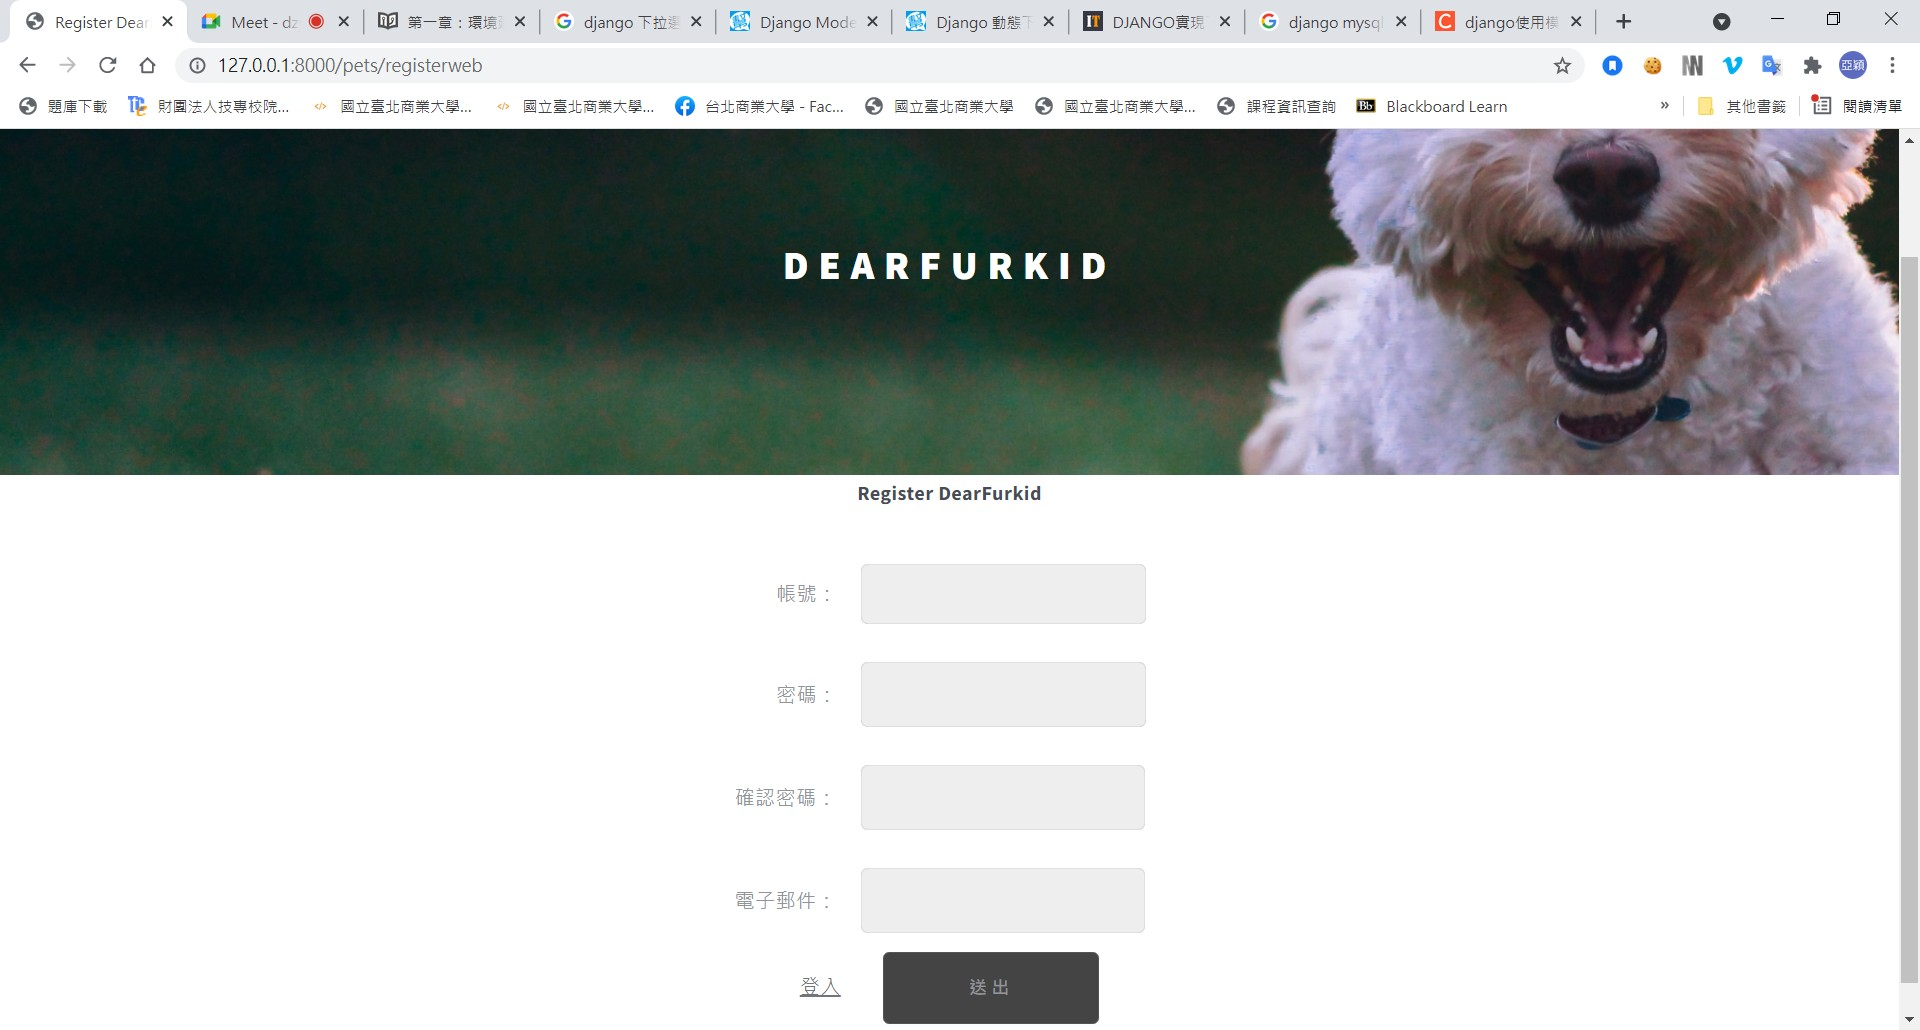 Register Dear
Meet - dz
第一章：環境
django 下拉選
Django Mode
Django 動態下
DJANGO實現
django mysq
django使用模
127.0.0.1:8000/pets/registerweb
亞穎
題庫下載
財團法人技專校院...
國立臺北商業大學...
國立臺北商業大學...
台北商業大學 - Fac...
國立臺北商業大學
國立臺北商業大學...
課程資訊查詢
Bb
Blackboard Learn
»
其他書籤
閱讀清單
DEARFURKID
Register DearFurkid
帳號：
密碼：
確認密碼：
電子郵件：
登入
送出